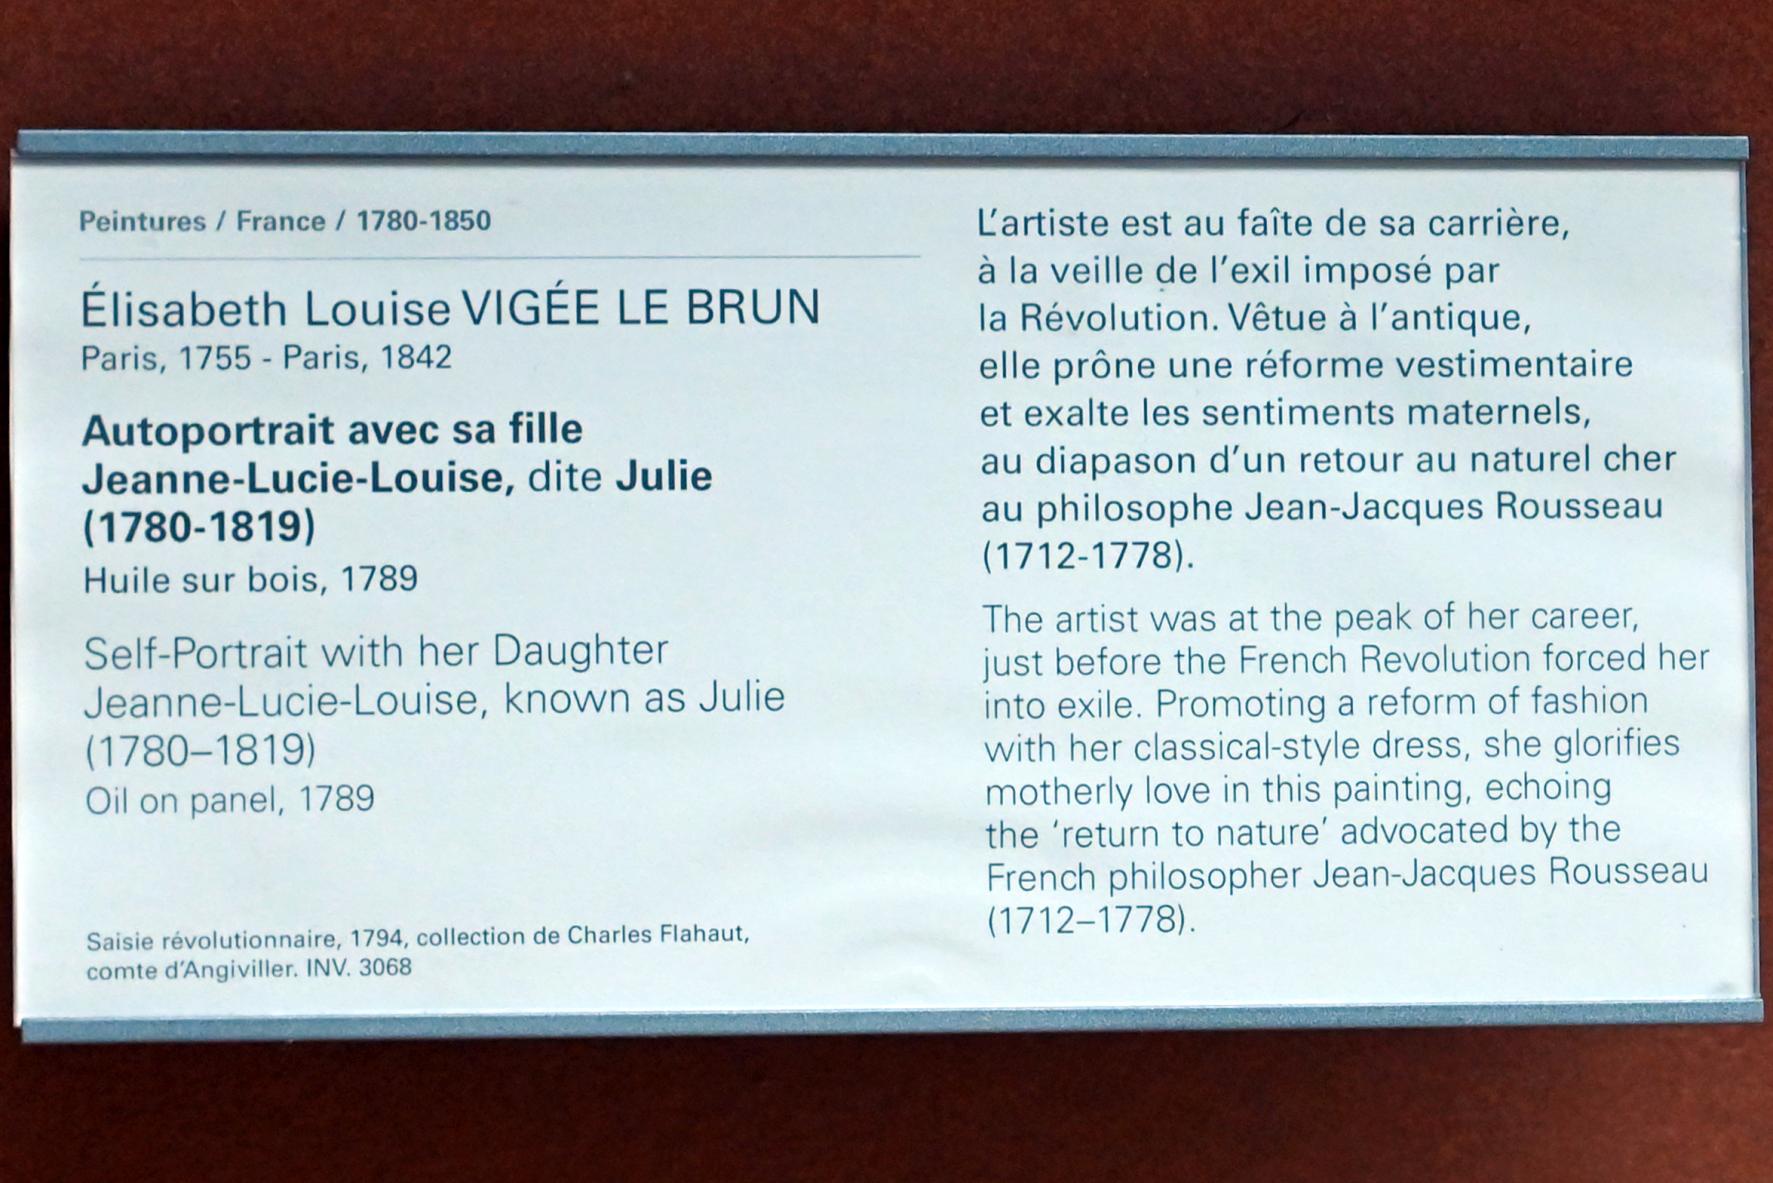 Peintures / France / 1780-1850
Élisabeth Louise VIGÉE LE BRUN
Paris, 1755 - Paris, 1842
Autoportrait avec sa fille
Jeanne-Lucie-Louise, dite Julie
(1780-1819)
Huile sur bois, 1789
Self-Portrait with her Daughter
Jeanne-Lucie-Louise, known as Julie
(1780–1819)
Oil on panel, 1789
Saisie révolutionnaire, 1794, collection de Charles Flahaut,
comte d'Angiviller. INV. 3068
L'artiste est au faîte de sa carrière,
à la veille de l'exil imposé par
la Révolution. Vêtue à l'antique,
elle prône une réforme vestimentaire
et exalte les sentiments maternels,
au diapason d'un retour au naturel cher
au philosophe Jean-Jacques Rousseau
(1712-1778).
The artist was at the peak of her career,
just before the French Revolution forced her
into exile. Promoting a reform of fashion
with her classical-style dress, she glorifies
motherly love in this painting, echoing
the ‘return to nature’ advocated by the
French philosopher Jean-Jacques Rousseau
(1712–1778).